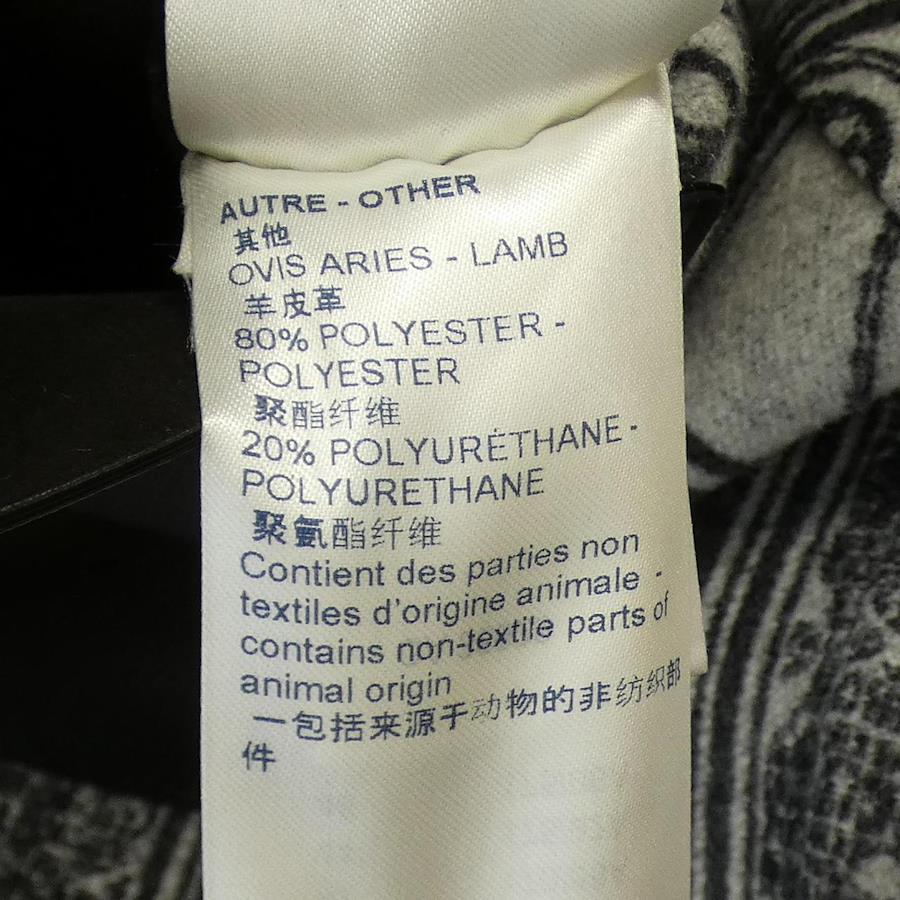 AUTRE - OTHER
其他
OVIS ARIES - LAMB
羊皮革
80% POLYESTER -
POLYESTER
聚酯纤维
20% POLYURÉTHANE -
POLYURETHANE
聚氨酯纤维
Contient des parties non
textiles d'origine animale -
contains non-textile parts of
animal origin
一包括来源于动物的非纺织部
件